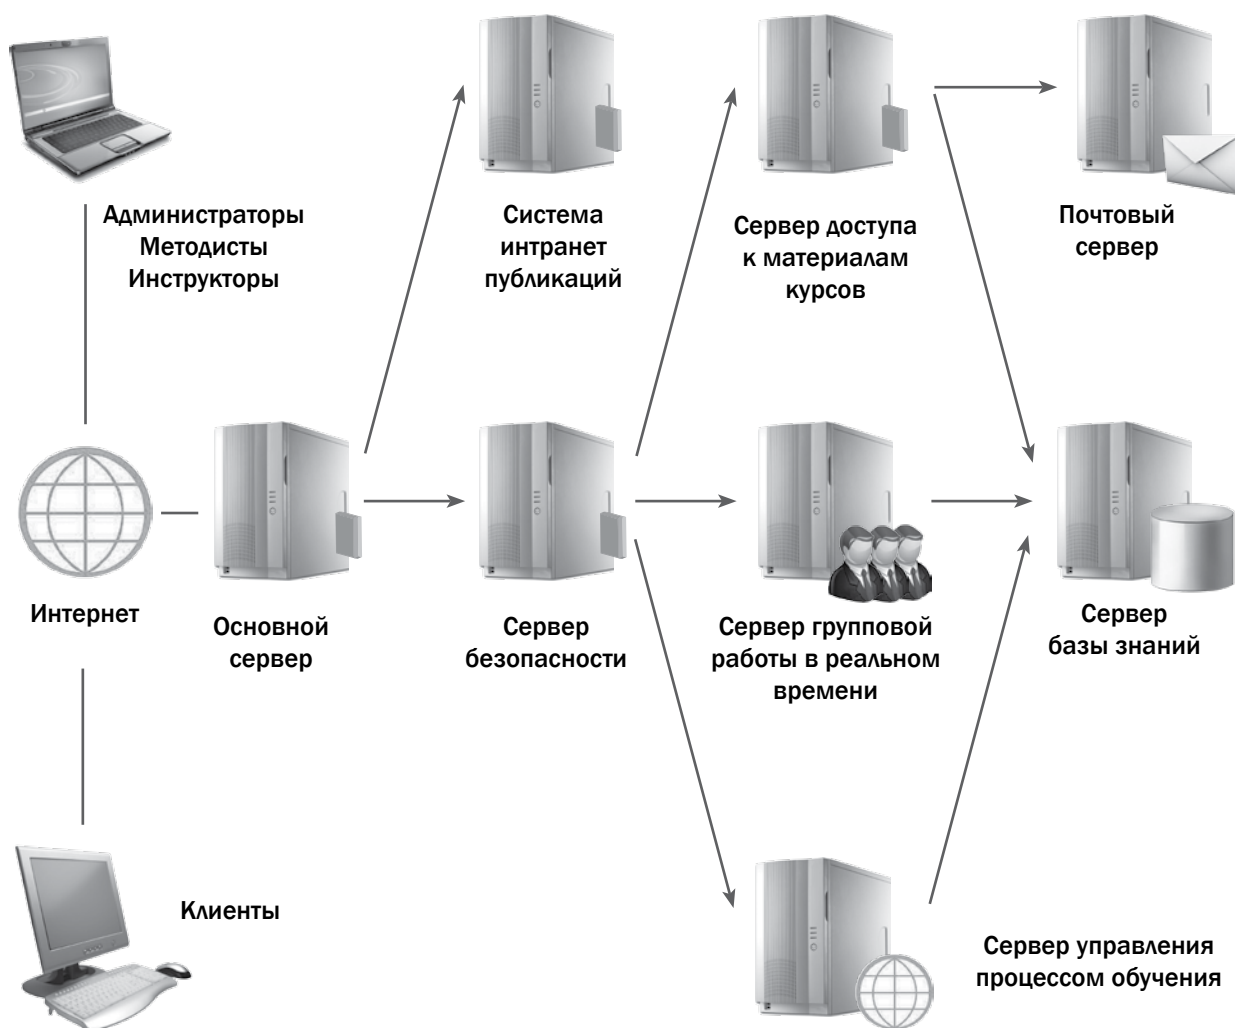 Администраторы
Методисты
Инструкторы
Система
интранет
публикаций
Сервер доступа
к материалам
курсов
Почтовый
сервер
Интернет
Основной
сервер
Сервер
безопасности
Сервер групповой
работы в реальном
времени
Сервер
базы знаний
Клиенты
Сервер управления
процессом обучения